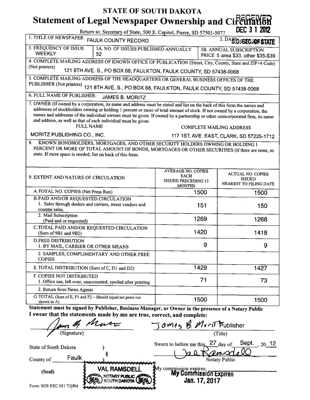 STATE OF SOUTH DAKOTA
Statement of Legal Newspaper Ownership and Circulation
RECEIVED
DEC 31 2012
Return to: Secretary of State, 500 E. Capitol, Pierre, SD 57501-5077
1. TITLE OF NEWSPAPER FAULK COUNTY RECORD
2. DATE
SEC. OF STATE
3. FREQUENCY OF ISSUE WEEKLY
3A. NO. OF ISSUES PUBLISHED ANNUALLY 52
3B. ANNUAL SUBSCRIPTION PRICE $ area $33, other $35-$39
4. COMPLETE MAILING ADDRESS OF KNOWN OFFICE OF PUBLICATION (Street, City, County, State and ZIP+4 Code)
(Not printers) 121 8TH AVE. S., PO BOX 68, FAULKTON, FAULK COUNTY, SD 57438-0068
5. COMPLETE MAILING ADDRESS OF THE HEADQUARTERS OR GENERAL BUSINESS OFFICES OF THE
PUBLISHER (Not printers) 121 8TH AVE. S., PO BOX 68, FAULKTON, FAULK COUNTY, SD 57438-0068
6. FULL NAME OF PUBLISHER: JAMES B. MORITZ
7. OWNER (If owned by a corporation, its name and address must be stated and list on the back of this form the names and
addresses of stockholders owning or holding 1 percent or more of total amount of stock. If not owned by a corporation, the
names and address of the individual owners must be given. If owned by a partnership or other unincorporated firm, its name
and address, as well as that of each individual must be given.
FULL NAME COMPLETE MAILING ADDRESS
MORITZ PUBLISHING CO., INC. 117 1ST AVE. EAST, CLARK, SD 57225-1712
8. KNOWN BONDHOLDERS, MORTGAGES, AND OTHER SECURITY HOLDERS OWNING OR HOLDING 1
PERCENT OR MORE OF TOTAL AMOUNT OF BONDS, MORTGAGES OR OTHER SECURITIES (If there are none, so
state. If more space is needed, list on back of this form.
9. EXTENT AND NATURE OF CIRCULATION
AVERAGE NO. COPIES EACH ISSUED PRECEDING 12 MONTHS
ACTUAL NO. COPIES ISSUED NEAREST TO FILING DATE
A. TOTAL NO. COPIES (Net Press Run) 1500 1500
B. PAID AND/OR REQUESTED CIRCULATION
1. Sales through dealers and carriers, street vendors and counter sales. 151 150
2. Mail Subscription (Paid and or requested) 1269 1268
C. TOTAL PAID AND/OR REQUESTED CIRCULATION (Sum of 9B1 and 9B2) 1420 1418
D. FREE DISTRIBUTION
1. BY MAIL, CARRIER OR OTHER MEANS 9 9
2. SAMPLES, COMPLIMENTARY AND OTHER FREE COPIES
E. TOTAL DISTRIBUTION (Sum of C, D1 and D2) 1429 1427
F. COPIES NOT DISTRIBUTED
1. Office use, left over, unaccounted, spoiled after printing 71 73
2. Return from News Agents
G. TOTAL (Sum of E, F1 and F2 - Should equal net press run shown in A) 1500 1500
Statement must be signed by Publisher, Business Manager, or Owner in the presence of a Notary Public
I swear that the statements made by me are true, correct, and complete:
James B Moritz Publisher
(Signature) (Title)
State of South Dakota )
§
County of Faulk )
Sworn to before me this 27 day of Sept., 20 12
Val Ramsdell
Notary Public
(Seal)
VAL RAMSDELL
NOTARY PUBLIC
SOUTH DAKOTA
SEAL
My commission expires:
My Commission Expires
Jan. 17, 2017